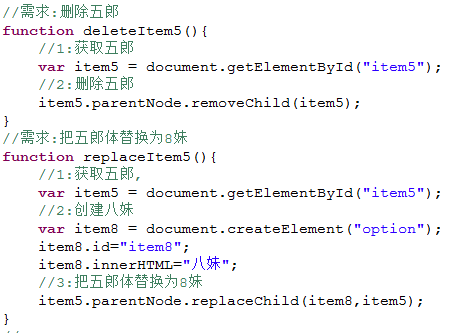 //需求:删除五郎
function deleteItem5(){
//1:获取五郎
var item5 = document.getElementById("item5");
//2:删除五郎
item5.parentNode.removeChild(item5);
}
//需求:把五郎体替换为8妹
function replaceItem5(){
//1:获取五郎,
var item5 = document.getElementById("item5");
//2:创建八妹
var item8 = document.createElement("option");
item8.id="item8";
item8.innerHTML="八妹";
//3:把五郎体替换为8妹
item5.parentNode.replaceChild(item8,item5);
}